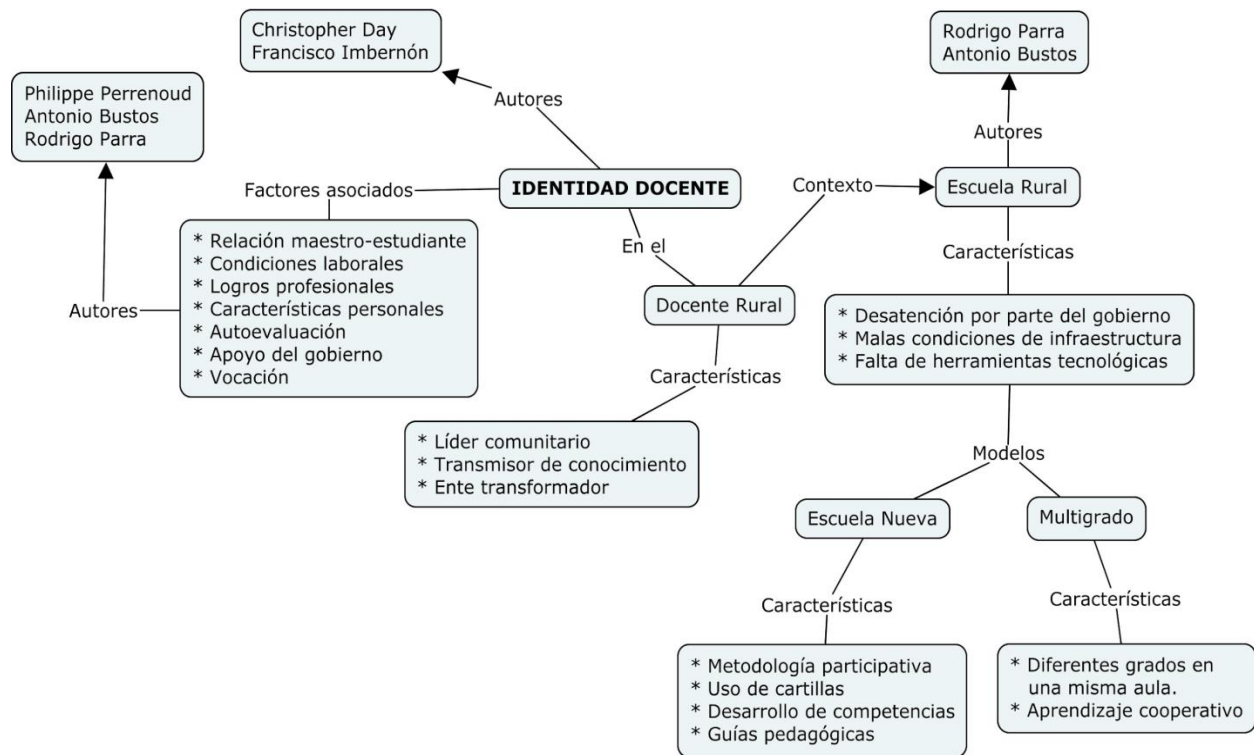 Christopher Day
Francisco Imbernón
Rodrigo Parra
Antonio Bustos
Philippe Perrenoud
Antonio Bustos
Rodrigo Parra
Autores
Autores
Factores asociados
IDENTIDAD DOCENTE
Contexto
Escuela Rural
* Relación maestro-estudiante
* Condiciones laborales
* Logros profesionales
* Características personales
* Autoevaluación
* Apoyo del gobierno
* Vocación
Autores
En el
Docente Rural
Características
* Desatención por parte del gobierno
* Malas condiciones de infraestructura
* Falta de herramientas tecnológicas
Características
* Líder comunitario
* Transmisor de conocimiento
* Ente transformador
Modelos
Escuela Nueva
Multigrado
Características
Características
* Metodología participativa
* Uso de cartillas
* Desarrollo de competencias
* Guías pedagógicas
* Diferentes grados en
una misma aula.
* Aprendizaje cooperativo